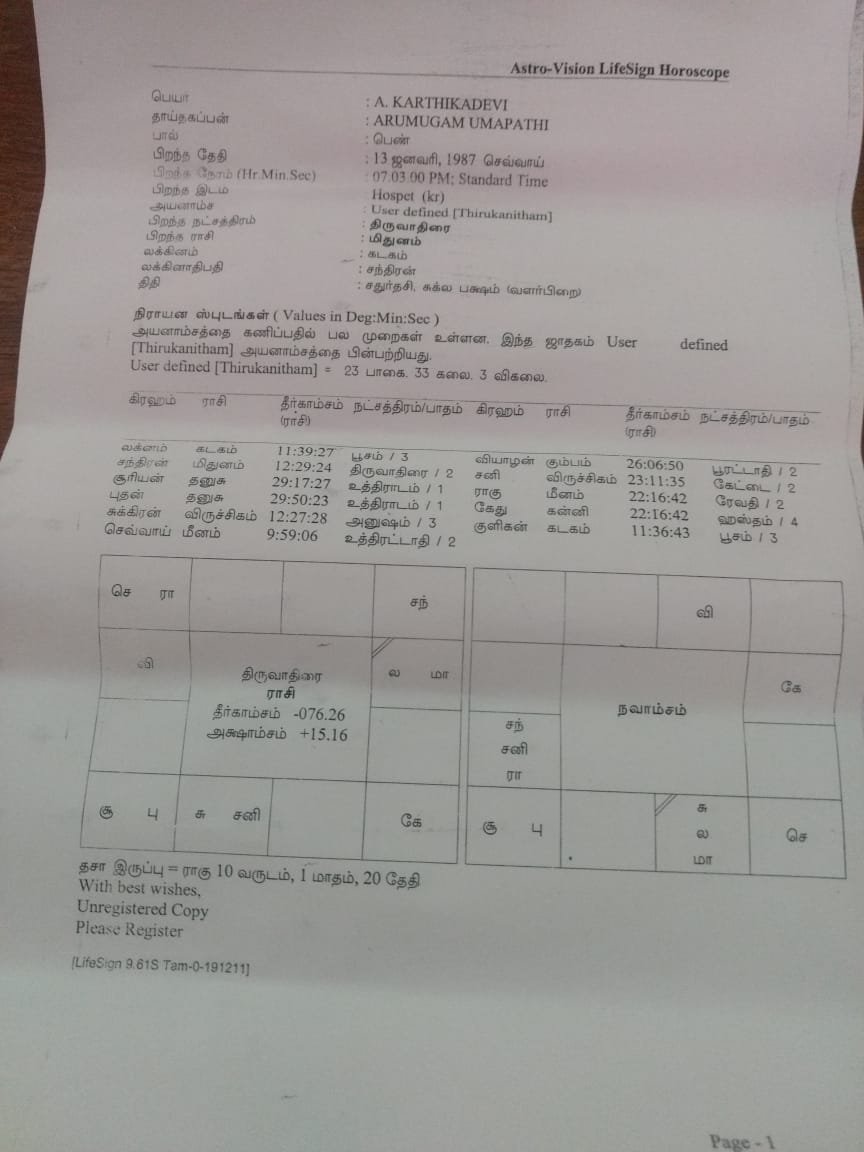 Astro-Vision LifeSign Horoscope
பெயர் : A. KARTHIKADEVI
தாய்தகப்பன் : ARUMUGAM UMAPATHI
பால் : பெண்
பிறந்த தேதி : 13 ஜனவரி, 1987 செவ்வாய்
பிறந்த நேரம் (Hr.Min.Sec) : 07.03.00 PM; Standard Time
பிறந்த இடம் Hospet (kr)
அயனாம்ச : User defined [Thirukanitham]
பிறந்த நட்சத்திரம் : திருவாதிரை
பிறந்த ராசி : மிதுனம்
லக்கினம் : கடகம்
லக்கினாதிபதி : சந்திரன்
திதி : சதுர்தசி, சுக்ல பக்ஷம் (வளர்பிறை)
நிராயன ஸ்புடங்கள் ( Values in Deg:Min:Sec )
அயனாம்சத்தை கணிப்பதில் பல முறைகள் உள்ளன. இந்த ஜாதகம் User defined
[Thirukanitham] அயனாம்சத்தை பின்பற்றியது.
User defined [Thirukanitham] = 23 பாகை. 33 கலை. 3 விகலை.
கிரஹம் ராசி தீர்காம்சம் நட்சத்திரம்/பாதம் கிரஹம் ராசி தீர்காம்சம் நட்சத்திரம்/பாதம்
(ராசி) (ராசி)
லக்னம் கடகம் 11:39:27 பூசம் / 3 வியாழன் கும்பம் 26:06:50 பூரட்டாதி / 2
சந்திரன் மிதுனம் 12:29:24 திருவாதிரை / 2 சனி விருச்சிகம் 23:11:35 கேட்டை / 2
சூரியன் தனுசு 29:17:27 உத்திராடம் / 1 ராகு மீனம் 22:16:42 ரேவதி / 2
புதன் தனுசு 29:50:23 உத்திராடம் / 1 கேது கன்னி 22:16:42 ஹஸ்தம் / 4
சுக்கிரன் விருச்சிகம் 12:27:28 அனுஷம் / 3 குளிகன் கடகம் 11:36:43 பூசம் / 3
செவ்வாய் மீனம் 9:59:06 உத்திரட்டாதி / 2
செ ரா சந்
வி ல மா
திருவாதிரை
ராசி
தீர்காம்சம் -076.26
அக்ஷாம்சம் +15.16
சூ பு சு சனி கே
வி
கே
நவாம்சம்
சந்
சனி
ரா
சூ பு சு
ல
மா
செ
தசா இருப்பு = ராகு 10 வருடம், 1 மாதம், 20 தேதி
With best wishes,
Unregistered Copy
Please Register
[LifeSign 9.61S Tam-0-191211]
Page - 1